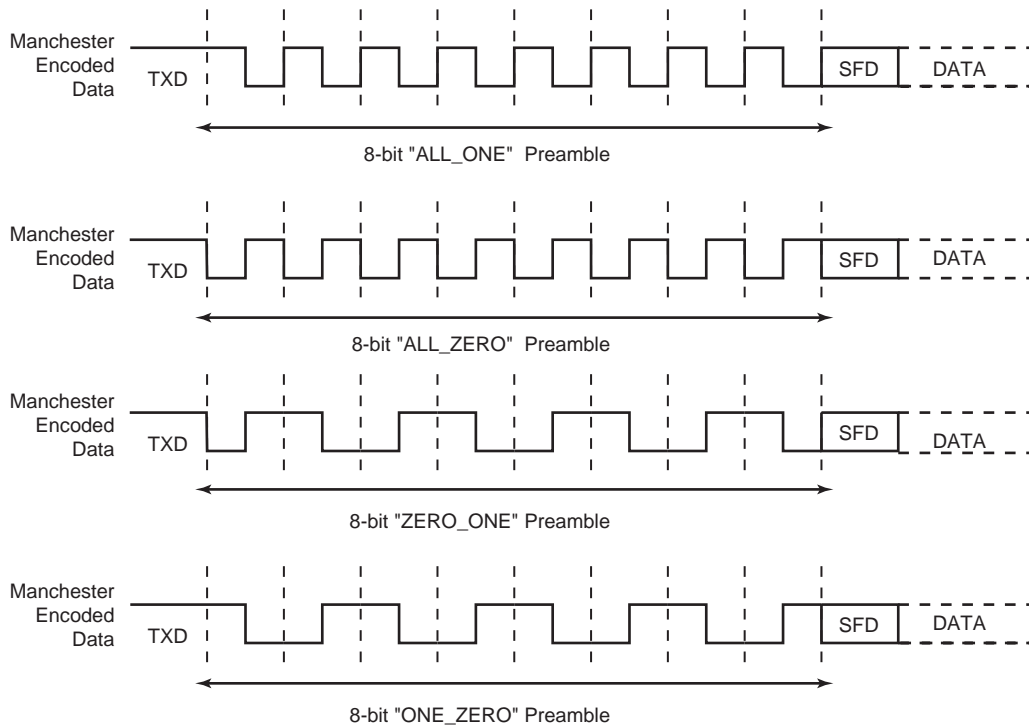 Manchester
Encoded
Data
TXD
SFD
DATA
8-bit "ALL_ONE" Preamble
Manchester
Encoded
Data
TXD
SFD
DATA
8-bit "ALL_ZERO" Preamble
Manchester
Encoded
Data
TXD
SFD
DATA
8-bit "ZERO_ONE" Preamble
Manchester
Encoded
Data
TXD
SFD
DATA
8-bit "ONE_ZERO" Preamble